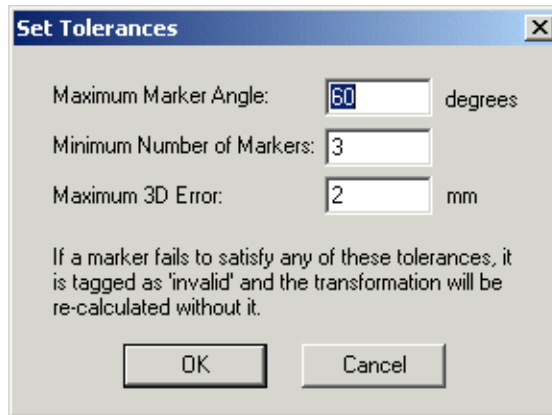 Set Tolerances
Maximum Marker Angle: 60 degrees
Minimum Number of Markers: 3
Maximum 3D Error: 2 mm
If a marker fails to satisfy any of these tolerances, it
is tagged as 'invalid' and the transformation will be
re-calculated without it.
OK Cancel